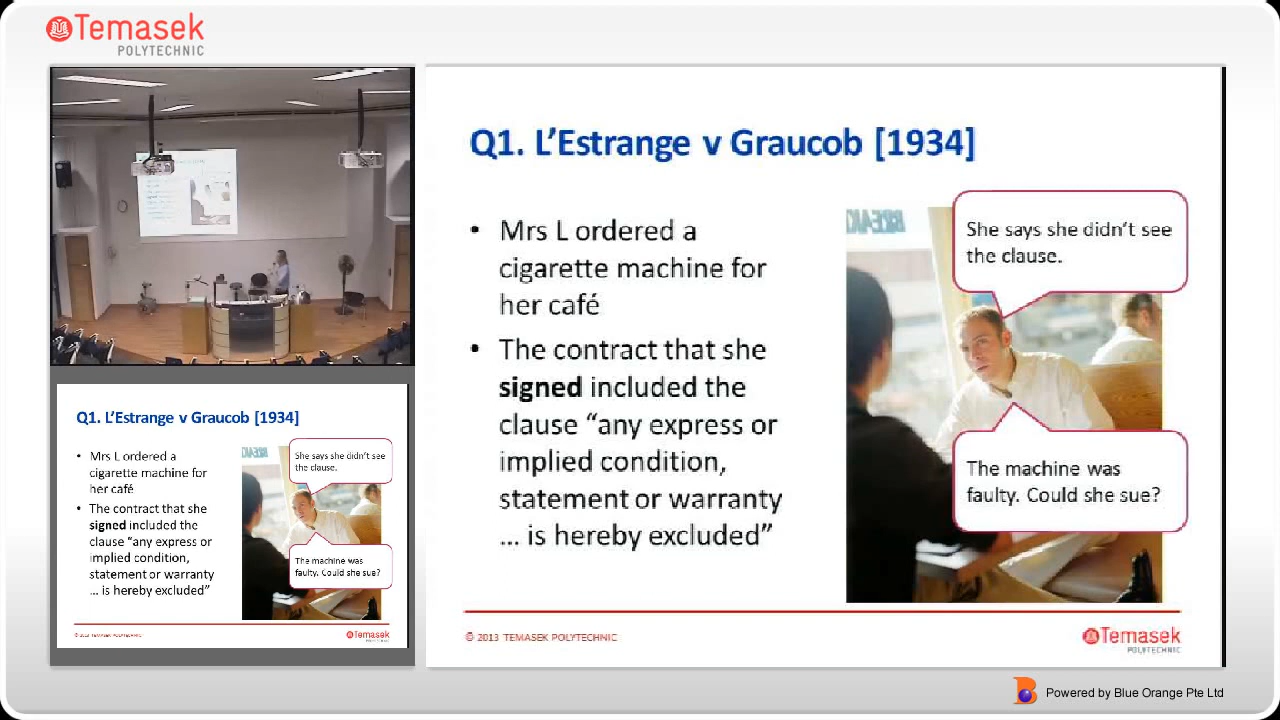 Temasek
POLYTECHNIC
Q1. L'Estrange v Graucob [1934]
• Mrs L ordered a
cigarette machine for
her café
• The contract that she
signed included the
clause “any express or
implied condition,
statement or warranty
... is hereby excluded”
She says she didn't see
the clause.
The machine was
faulty. Could she sue?
© 2013 TEMASEK POLYTECHNIC
Temasek
POLYTECHNIC
Q1. L'Estrange v Graucob [1934]
• Mrs L ordered a
cigarette machine for
her café
• The contract that she
signed included the
clause “any express or
implied condition,
statement or warranty
... is hereby excluded”
She says she didn't see
the clause.
The machine was
faulty. Could she sue?
© 2013 TEMASEK POLYTECHNIC
Temasek
POLYTECHNIC
Powered by Blue Orange Pte Ltd